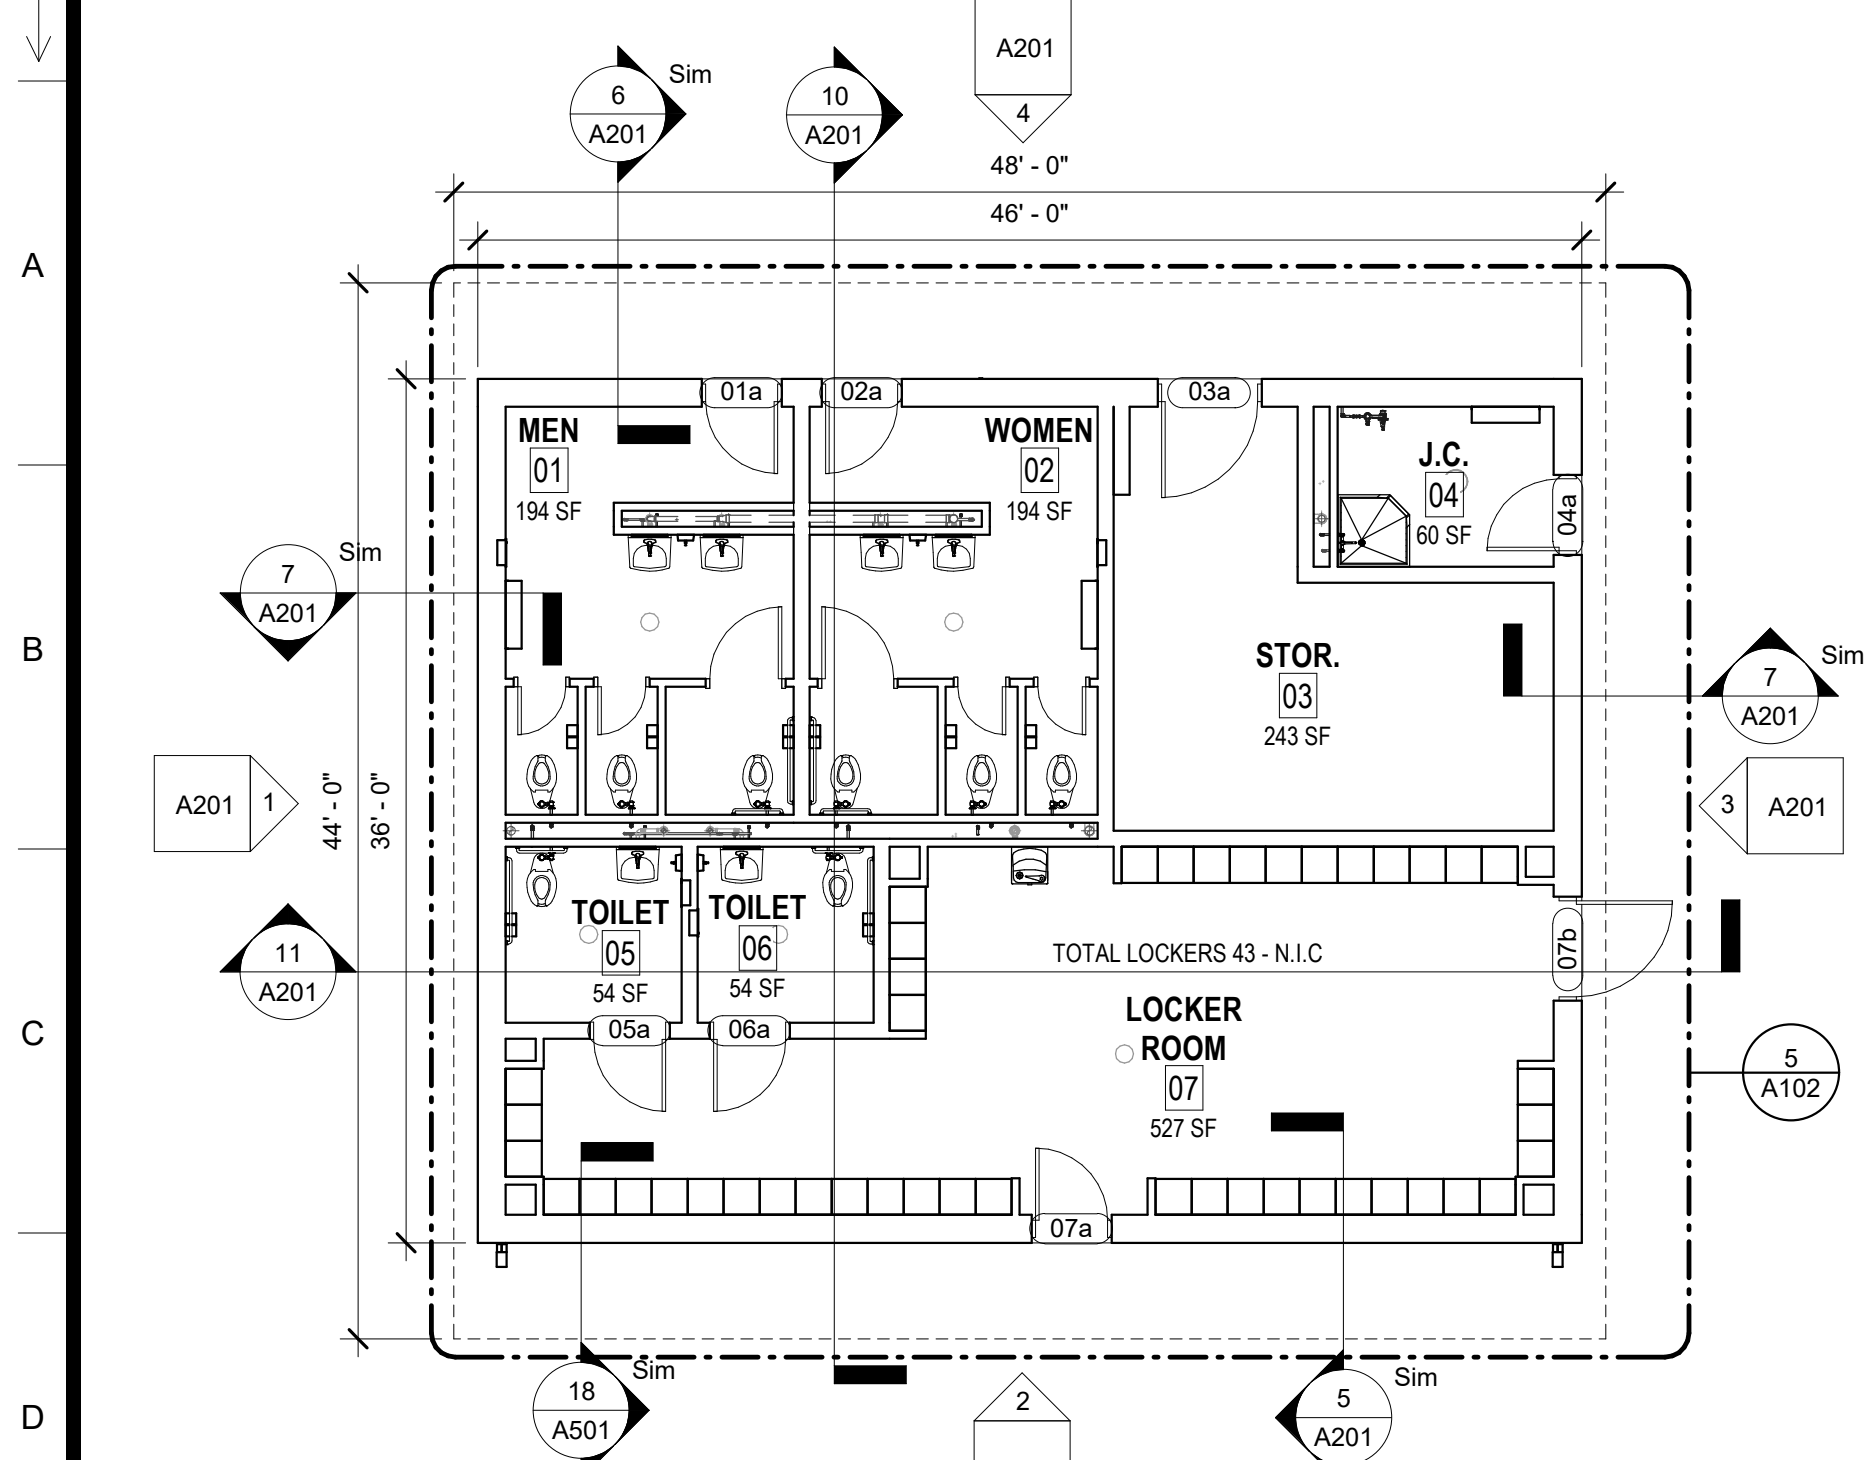 A201
4
6
A201
Sim
10
A201
48' - 0"
46' - 0"
A
01a
02a
03a
MEN
01
194 SF
WOMEN
02
194 SF
J.C.
04
60 SF
04a
7
A201
Sim
B
STOR.
03
243 SF
7
A201
Sim
A201
1
44' - 0"
36' - 0"
3
A201
TOILET
05
54 SF
TOILET
06
54 SF
11
A201
TOTAL LOCKERS 43 - N.I.C
07b
C
05a
06a
LOCKER
ROOM
07
527 SF
5
A102
07a
18
A501
Sim
2
5
A201
Sim
D